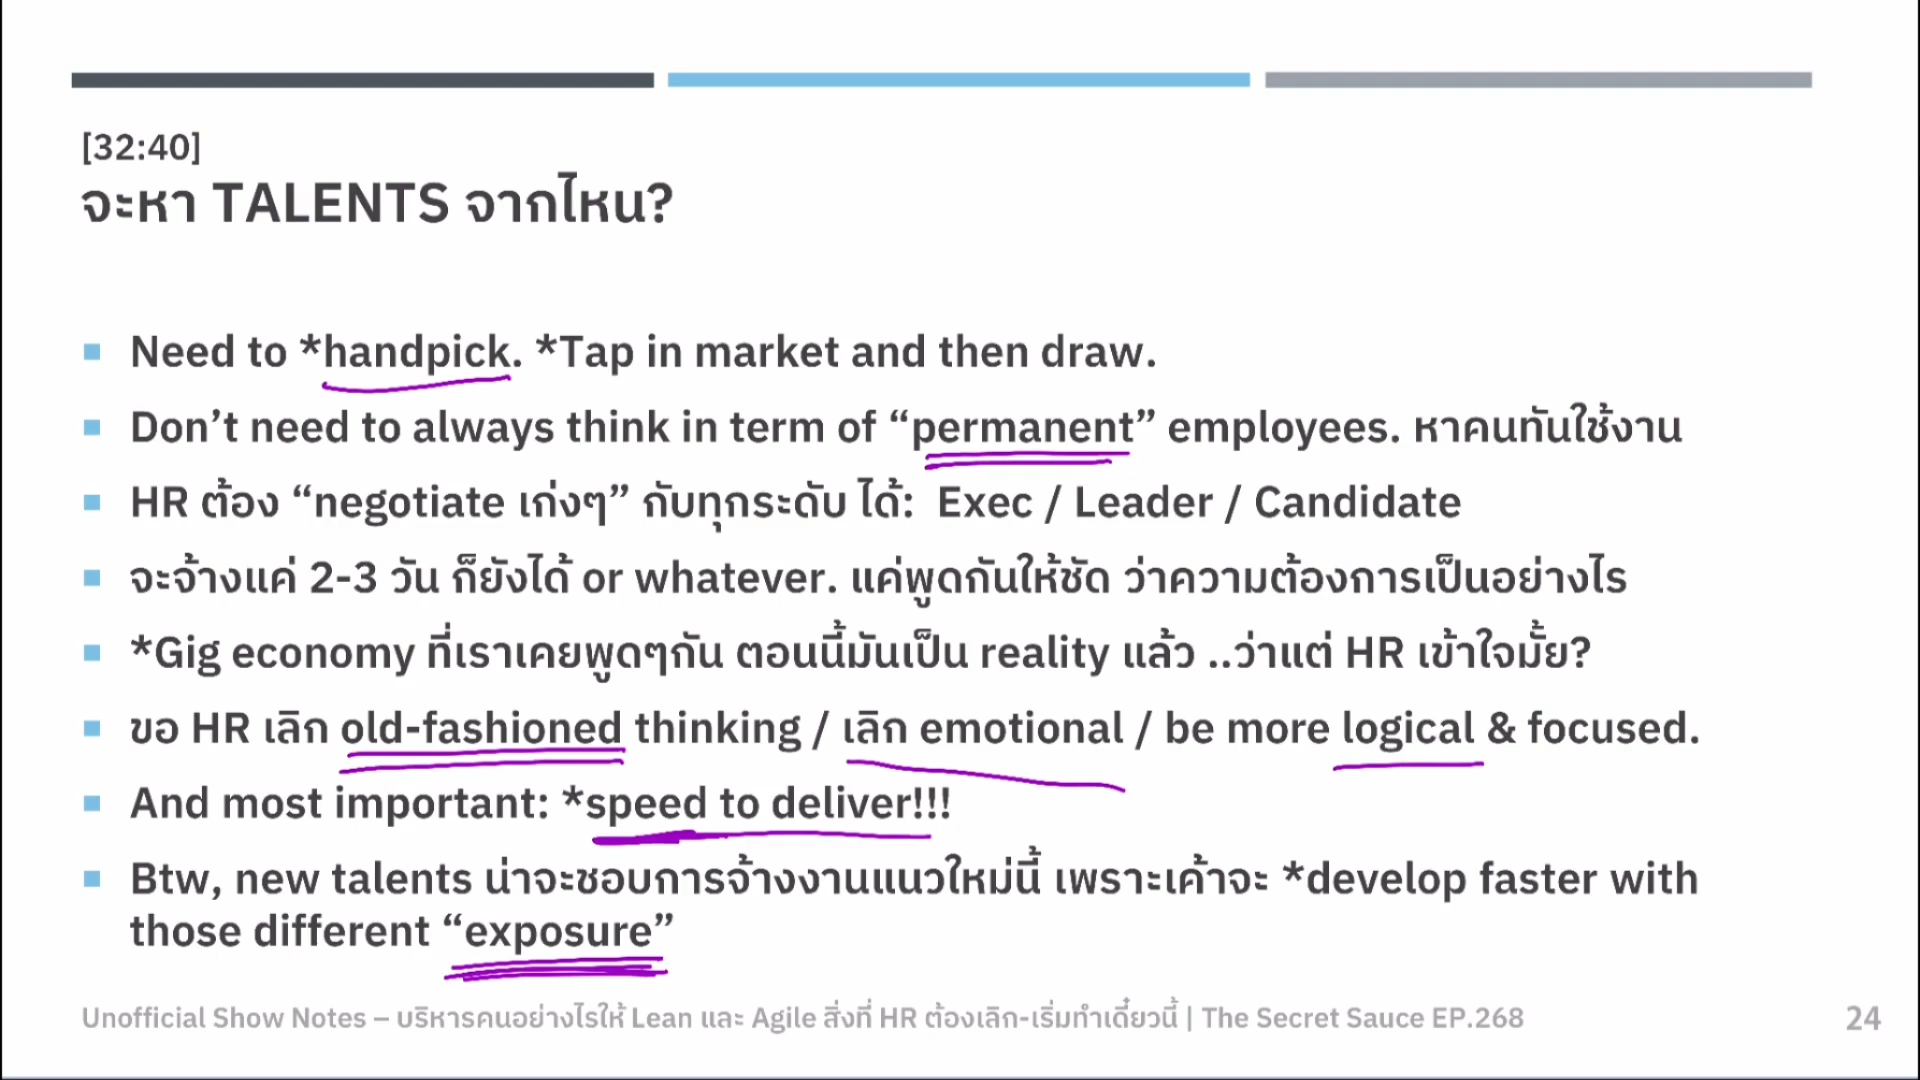 [32:40]
จะหา TALENTS จากไหน?
Need to *handpick. *Tap in market and then draw.
Don’t need to always think in term of “permanent” employees. หาคนทันใช้งาน
HR ต้อง “negotiate เก่งๆ” กับทุกระดับ ได้: Exec / Leader / Candidate
จะจ้างแค่ 2-3 วัน ก็ยังได้ or whatever. แค่พูดกันให้ชัด ว่าความต้องการเป็นอย่างไร
*Gig economy ที่เราเคยพูดๆกัน ตอนนี้มันเป็น reality แล้ว ..ว่าแต่ HR เข้าใจมั้ย?
ขอ HR เลิก old-fashioned thinking / เลิก emotional / be more logical & focused.
And most important: *speed to deliver!!!
Btw, new talents น่าจะชอบการจ้างงานแนวใหม่นี้ เพราะเค้าจะ *develop faster with
those different “exposure”
Unofficial Show Notes – บริหารคนอย่างไรให้ Lean และ Agile สิ่งที่ HR ต้องเลิก-เริ่มทำเดี๋ยวนี้ | The Secret Sauce EP.268
24